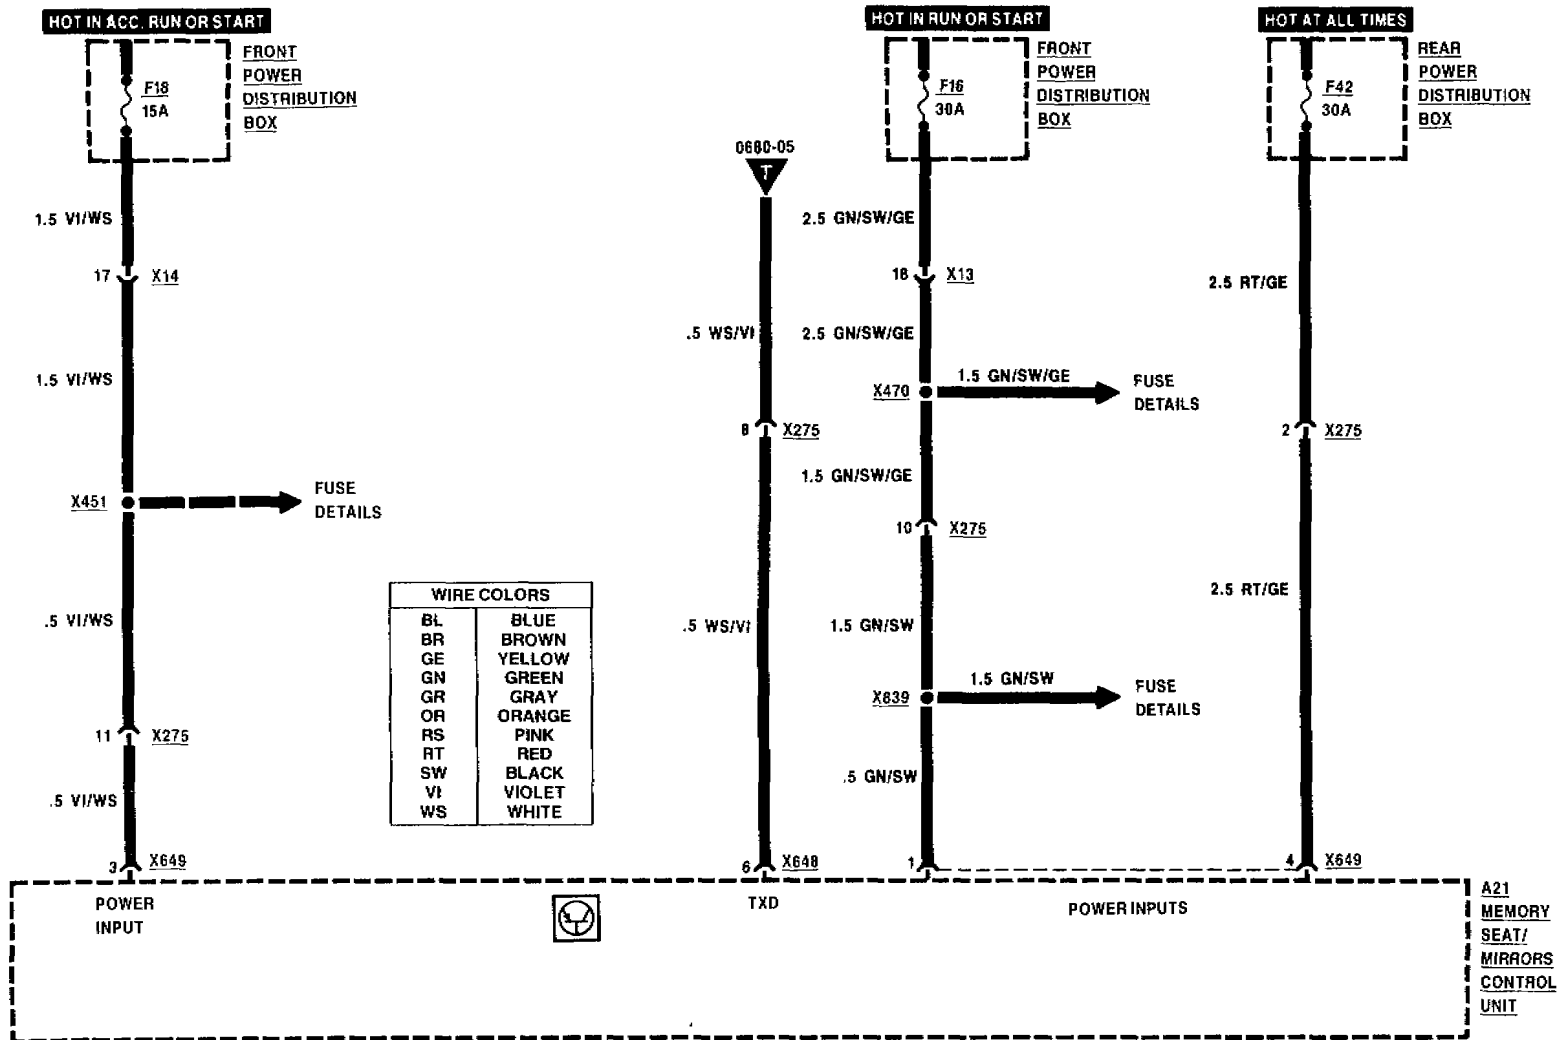 HOT IN ACC. RUN OR START
HOT IN RUN OR START
HOT AT ALL TIMES
FRONT
POWER
DISTRIBUTION
BOX
F18
15A
FRONT
POWER
DISTRIBUTION
BOX
F16
30A
REAR
POWER
DISTRIBUTION
BOX
F42
30A
0680-05
T
1.5 VI/WS
2.5 GN/SW/GE
17 X14
18 X13
2.5 RT/GE
.5 WS/VI
2.5 GN/SW/GE
1.5 VI/WS
X470
1.5 GN/SW/GE
FUSE
DETAILS
8 X275
2 X275
1.5 GN/SW/GE
X451
FUSE
DETAILS
10 X275
2.5 RT/GE
WIRE COLORS
BL BLUE
BR BROWN
GE YELLOW
GN GREEN
GR GRAY
OR ORANGE
RS PINK
RT RED
SW BLACK
VI VIOLET
WS WHITE
.5 VI/WS
.5 WS/VI
1.5 GN/SW
X839
1.5 GN/SW
FUSE
DETAILS
11 X275
.5 GN/SW
.5 VI/WS
3 X649
6 X648
1
4 X649
POWER
INPUT
TXD
POWER INPUTS
A21
MEMORY
SEAT/
MIRRORS
CONTROL
UNIT